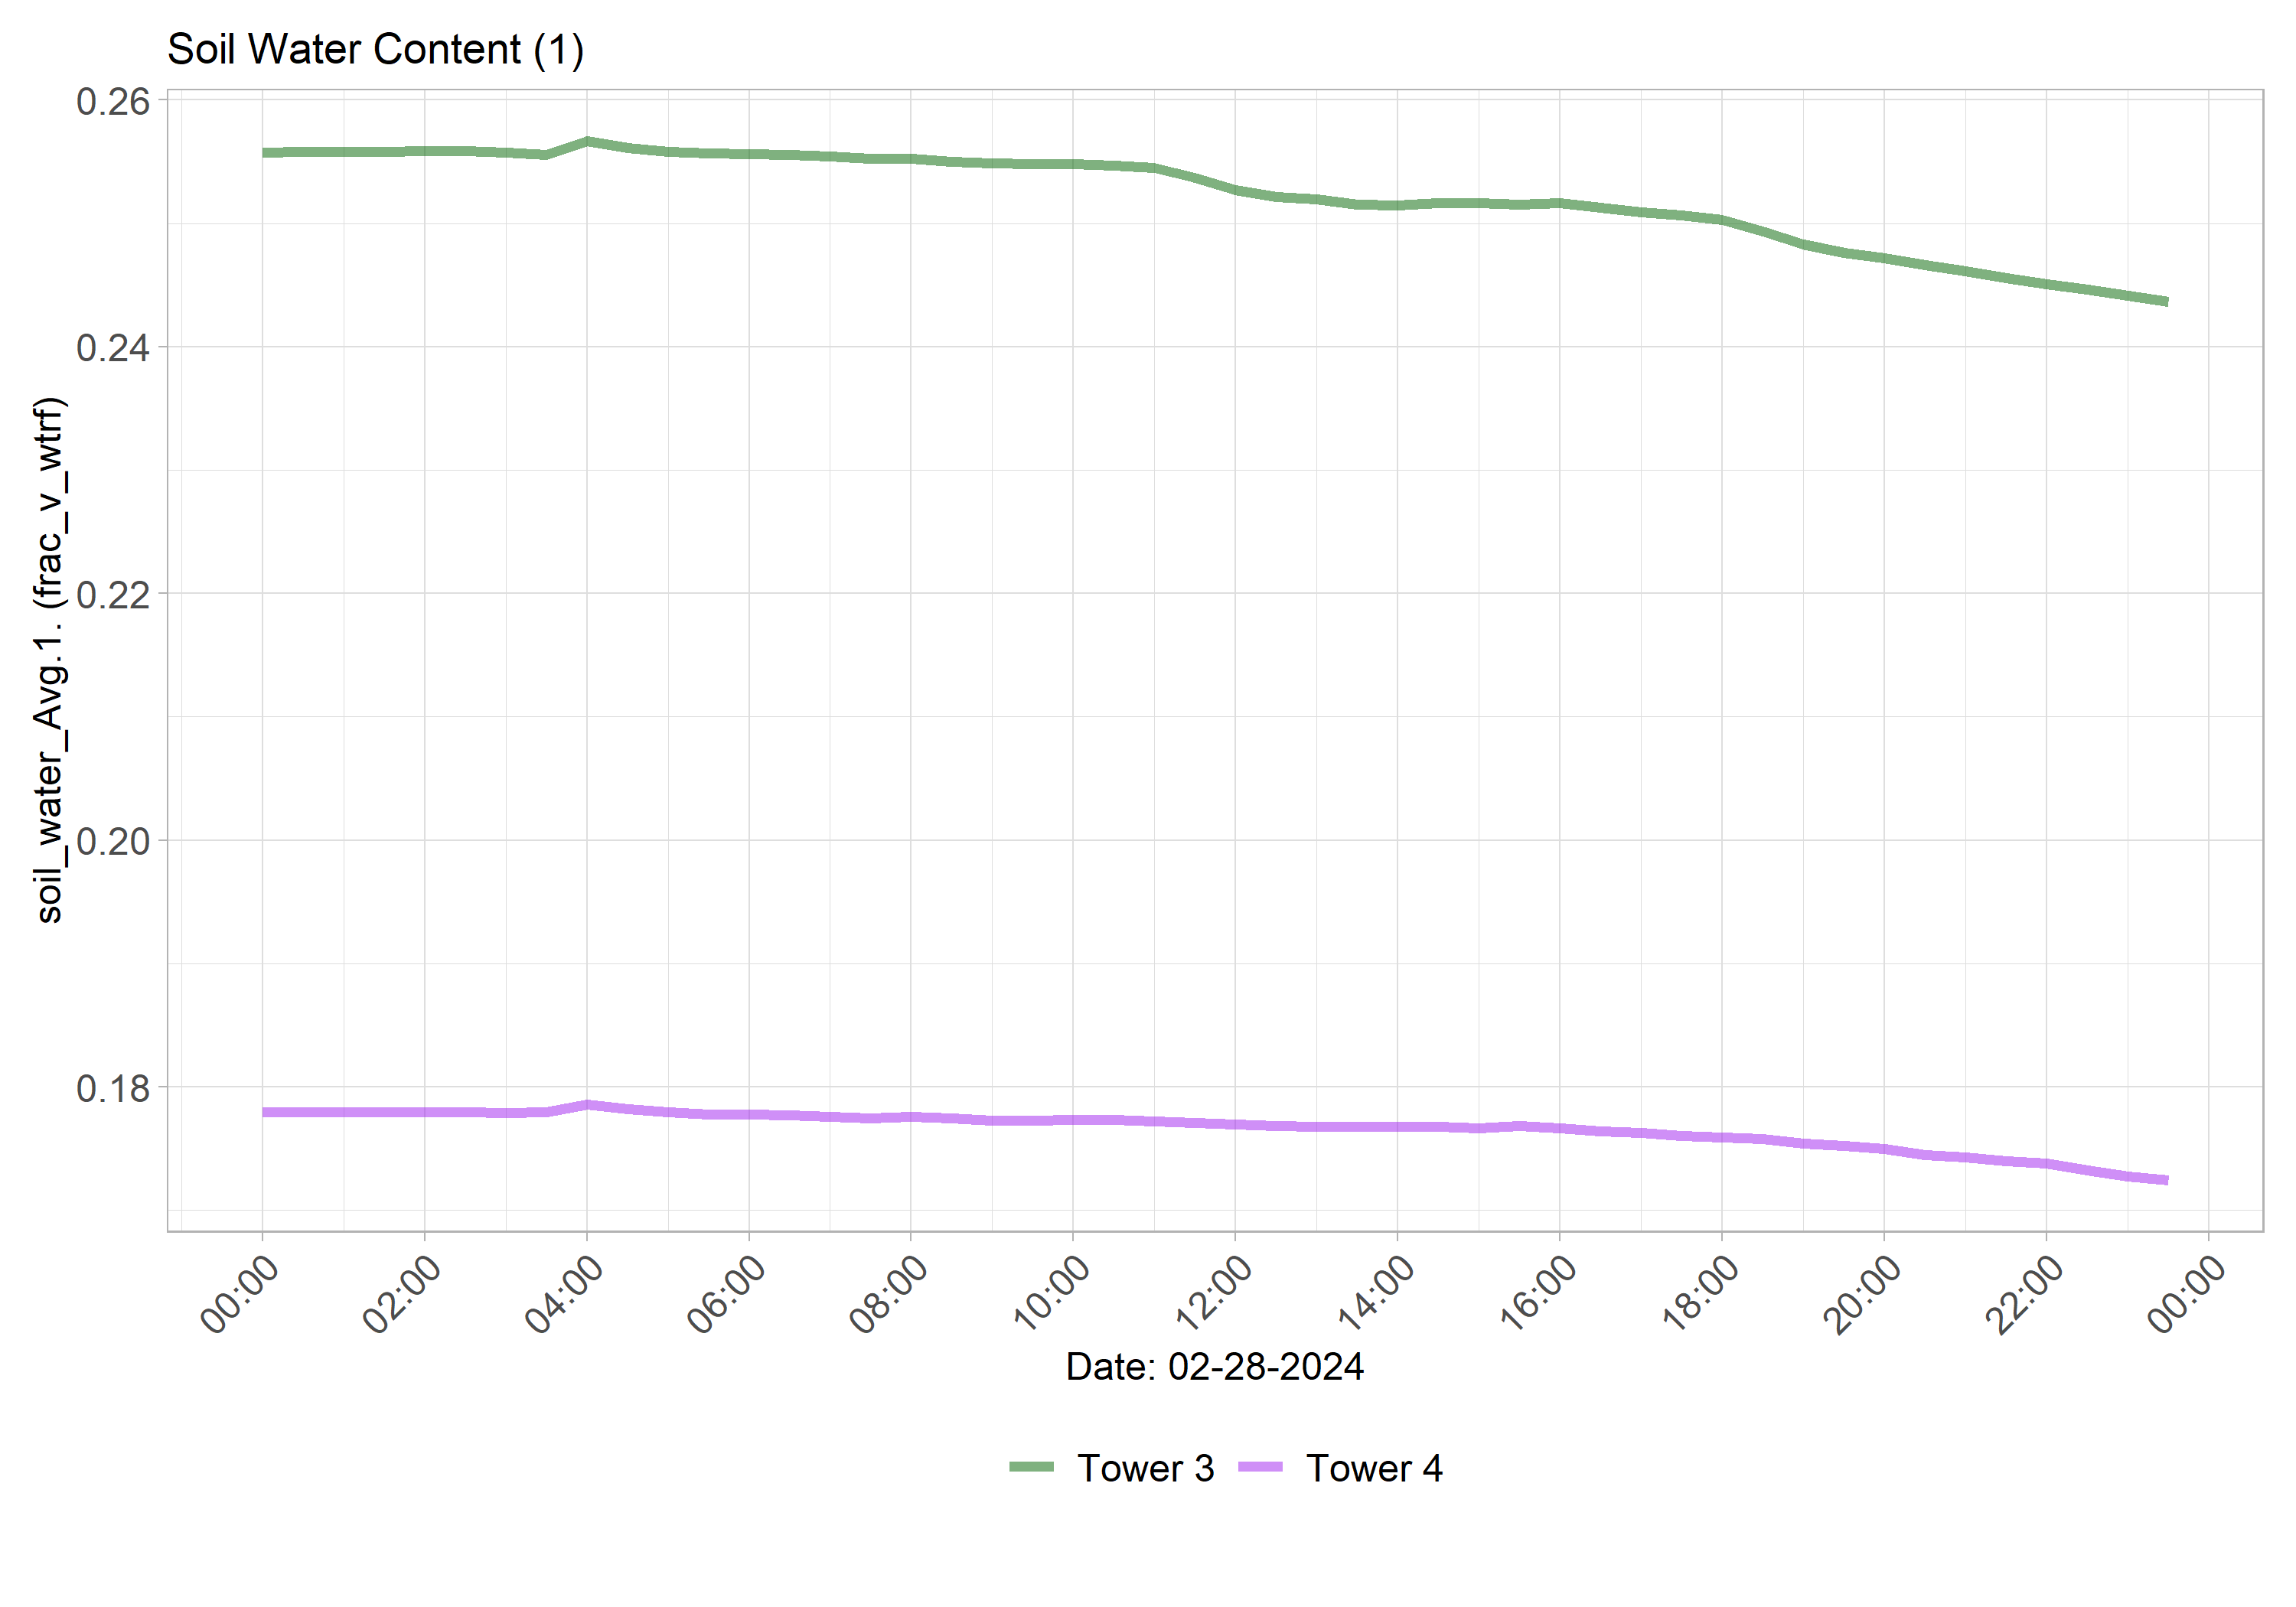 Soil Water Content (1)
soil_water_Avg.1. (frac_v_wtrf)
0.26
0.24
0.22
0.20
0.18
00:00 02:00 04:00 06:00 08:00 10:00 12:00 14:00 16:00 18:00 20:00 22:00 00:00
Date: 02-28-2024
Tower 3 Tower 4